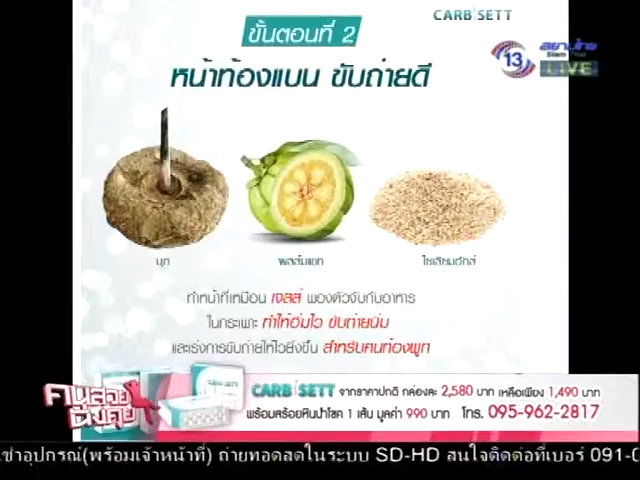 CARB SETT
ขั้นตอนที่ 2
13 สยามไทย
Siam Thai
LIVE
หน้าท้องแบน ขับถ่ายดี
บุก
ผลส้มแขก
ไซเลียมฮักส์
ทำหน้าที่เหมือน เจลส์ พองตัวจับกับอาหาร
ในกระเพาะ ทำให้อิ่มไว ขับถ่ายนิ่ม
และเร่งการขับถ่ายให้ไวยิ่งขึ้น สำหรับคนท้องผูก
CARB SETT จากราคาปกติ กล่องละ 2,580 บาท เหลือเพียง 1,490 บาท
พร้อมสร้อยหินนำโชค 1 เส้น มูลค่า 990 บาท โทร. 095-962-2817
เช่าอุปกรณ์(พร้อมเจ้าหน้าที่) ถ่ายทอดสดในระบบ SD-HD สนใจติดต่อที่เบอร์ 091-0